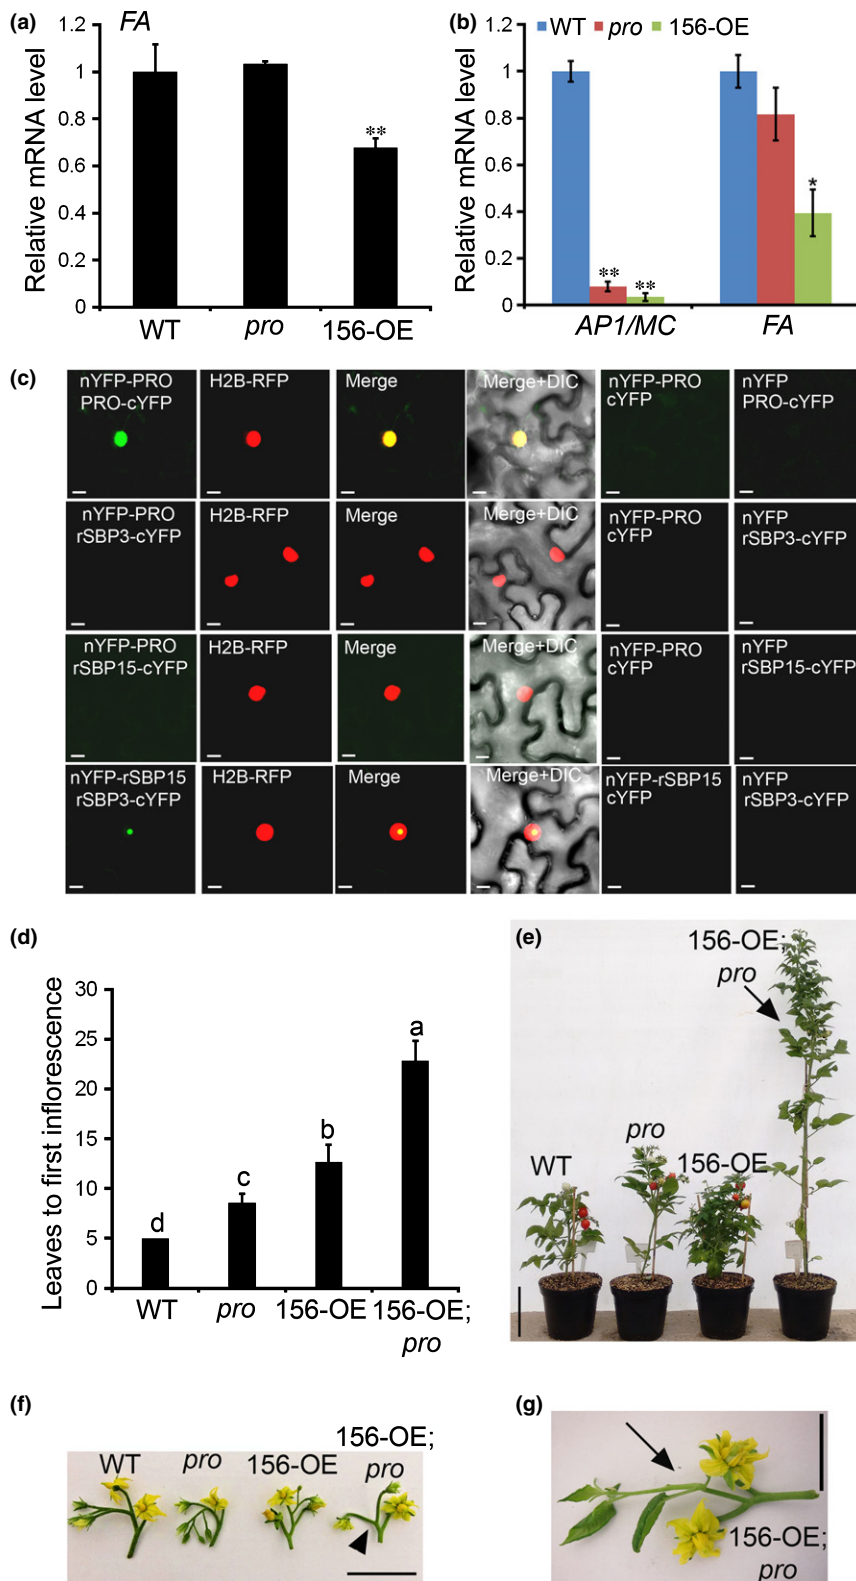 (a)
FA
Relative mRNA level
1.2
1
0.8
0.6
0.4
0.2
0
**
WT
pro
156-OE
(b)
WT pro 156-OE
Relative mRNA level
1.2
1
0.8
0.6
0.4
0.2
0
**
**
*
AP1/MC
FA
(c)
nYFP-PRO
PRO-cYFP
H2B-RFP
Merge
Merge+DIC
nYFP-PRO
cYFP
nYFP
PRO-cYFP
nYFP-PRO
rSBP3-cYFP
H2B-RFP
Merge
Merge+DIC
nYFP-PRO
cYFP
nYFP
rSBP3-cYFP
nYFP-PRO
rSBP15-cYFP
H2B-RFP
Merge
Merge+DIC
nYFP-PRO
cYFP
nYFP
rSBP15-cYFP
nYFP-rSBP15
rSBP3-cYFP
H2B-RFP
Merge
Merge+DIC
nYFP-rSBP15
cYFP
nYFP
rSBP3-cYFP
(d)
Leaves to first inflorescence
30
25
20
15
10
5
0
d
c
b
a
WT
pro
156-OE
156-OE;
pro
(e)
156-OE;
pro
WT
pro
156-OE
(f)
WT
pro
156-OE
156-OE;
pro
(g)
156-OE;
pro